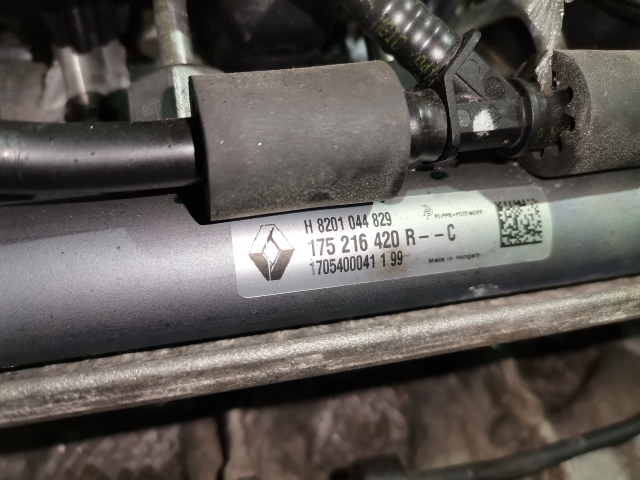 H 8201 044 829
175 216 420 R--C
1705400041 1 99
Made in Hungary